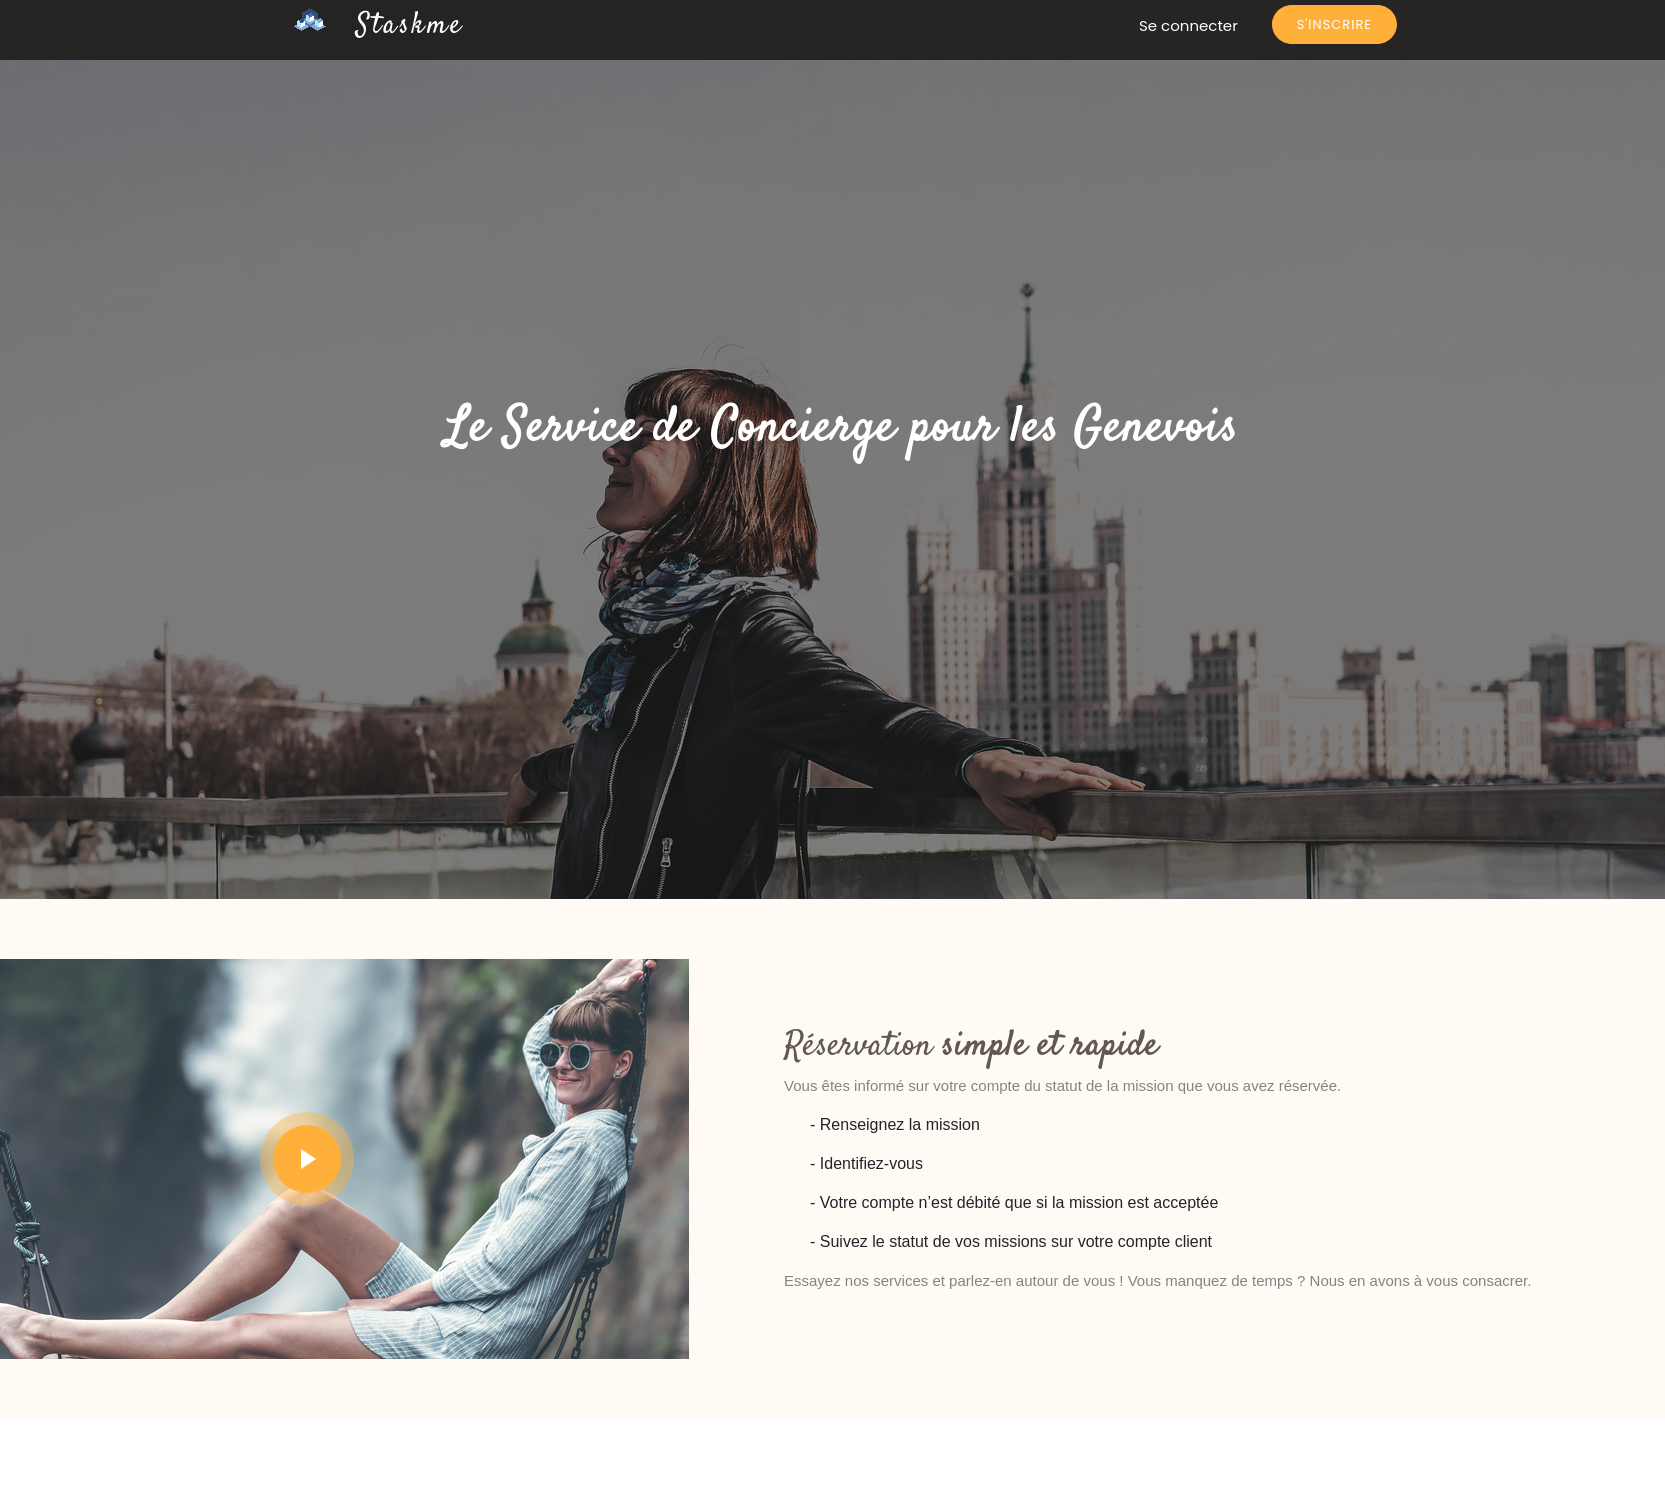 Staskme
Se connecter
S'INSCRIRE
Le Service de Concierge pour les Genevois
Réservation simple et rapide
Vous êtes informé sur votre compte du statut de la mission que vous avez réservée.
- Renseignez la mission
- Identifiez-vous
- Votre compte n’est débité que si la mission est acceptée
- Suivez le statut de vos missions sur votre compte client
Essayez nos services et parlez-en autour de vous ! Vous manquez de temps ? Nous en avons à vous consacrer.